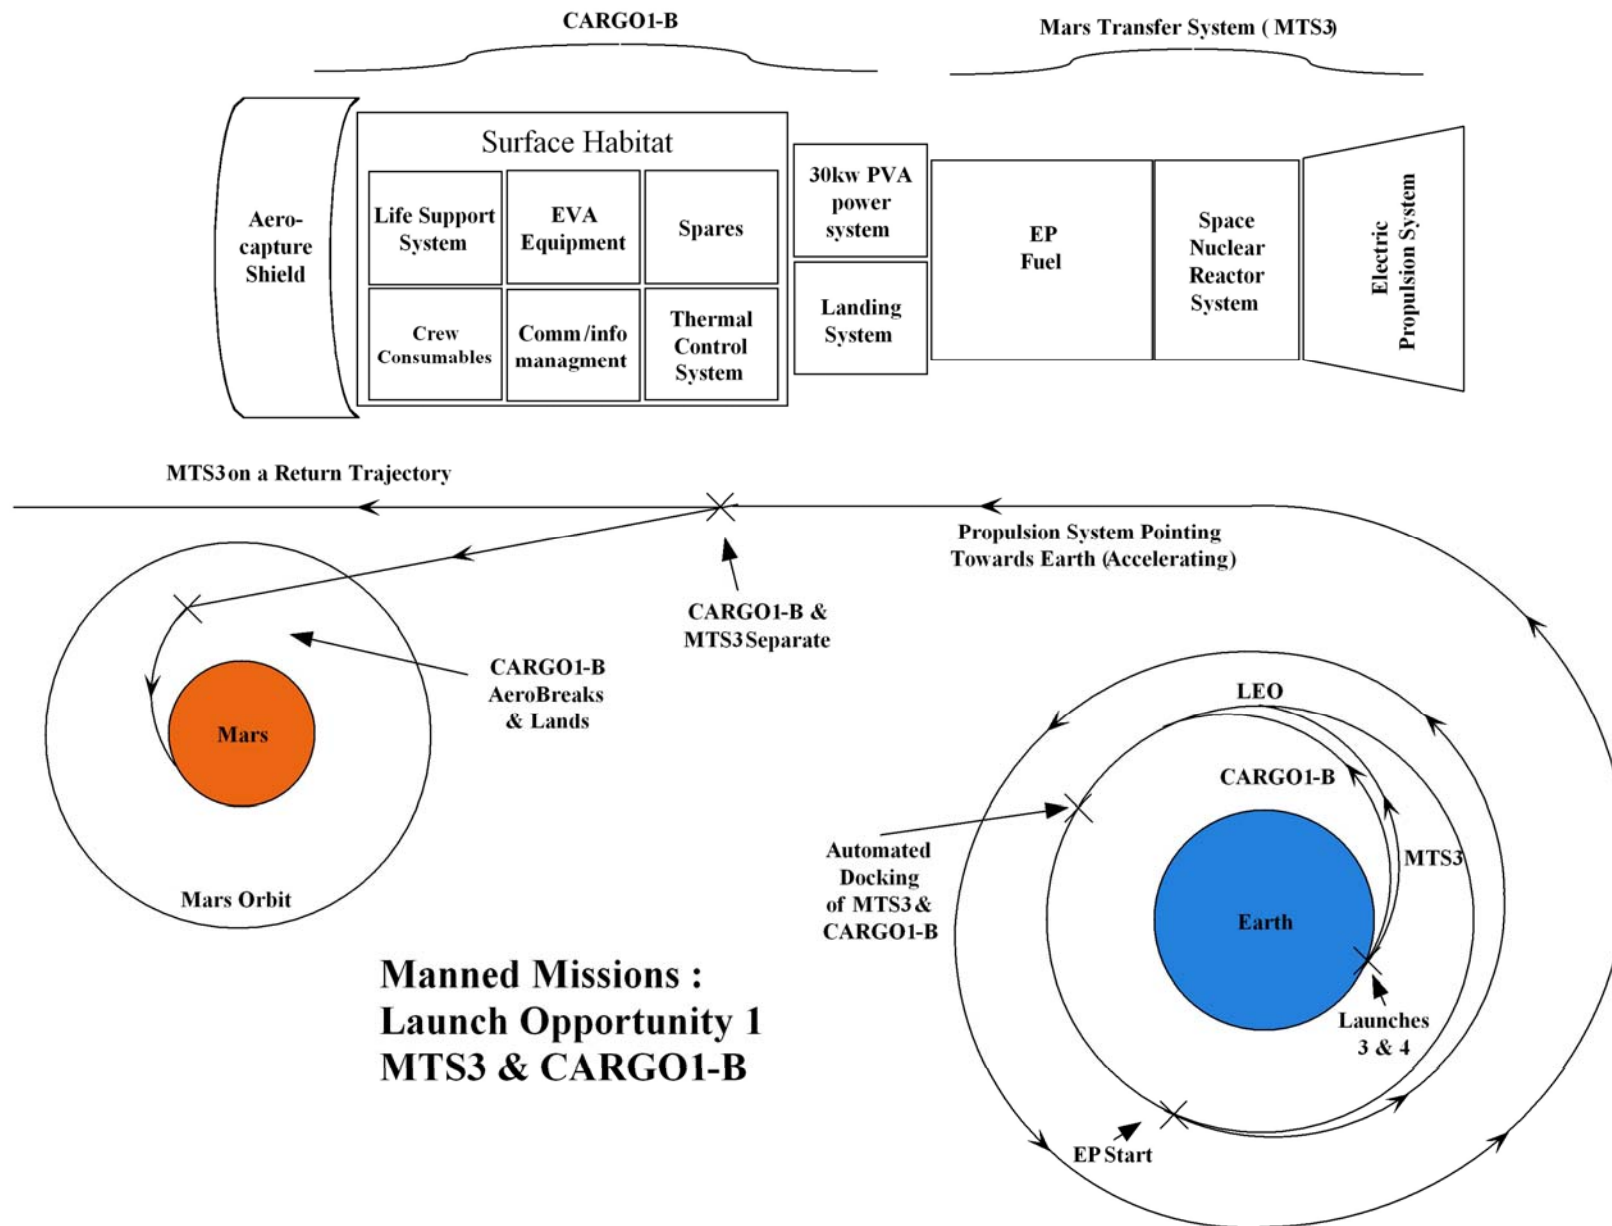 CARGO1-B
Mars Transfer System ( MTS3)
Aero-
capture
Shield
Surface Habitat
Life Support
System
EVA
Equipment
Spares
Crew
Consumables
Comm/info
managment
Thermal
Control
System
30kw PVA
power
system
Landing
System
EP
Fuel
Space
Nuclear
Reactor
System
Electric
Propulsion System
MTS3 on a Return Trajectory
Propulsion System Pointing
Towards Earth (Accelerating)
CARGO1-B &
MTS3 Separate
CARGO1-B
AeroBreaks
& Lands
Mars
Mars Orbit
LEO
CARGO1-B
MTS3
Automated
Docking
of MTS3 &
CARGO1-B
Earth
Launches
3 & 4
EP Start
Manned Missions :
Launch Opportunity 1
MTS3 & CARGO1-B